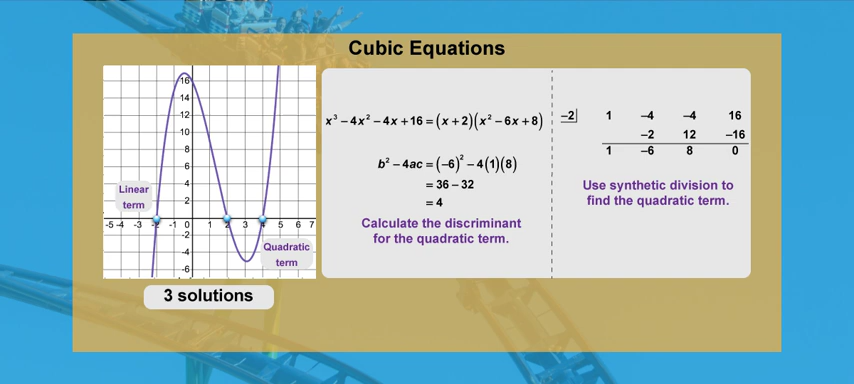 Cubic Equations
16
14
12
10
8
6
4
2
-5 -4 -3 -2 -1 0 1 2 3 4 5 6 7
-2
-4
-6
Linear
term
Quadratic
term
3 solutions
x³ – 4x² – 4x + 16 = (x + 2)(x² – 6x + 8)
b² – 4ac = (–6)² – 4(1)(8)
= 36 – 32
= 4
Calculate the discriminant
for the quadratic term.
–2| 1 –4 –4 16
–2 12 –16
1 –6 8 0
Use synthetic division to
find the quadratic term.